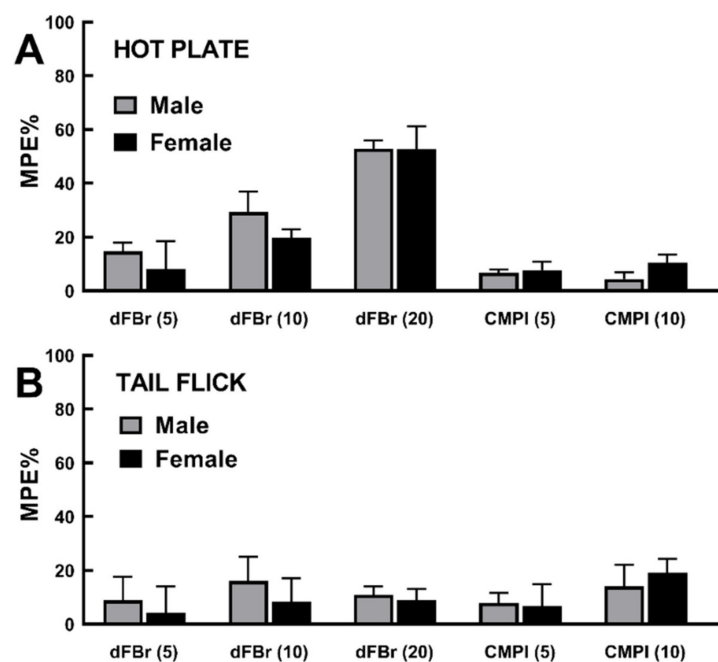 A
HOT PLATE
Male
Female
MPE%
100
80
60
40
20
0
dFBr (5) dFBr (10) dFBr (20) CMPI (5) CMPI (10)
B
TAIL FLICK
Male
Female
MPE%
100
80
60
40
20
0
dFBr (5) dFBr (10) dFBr (20) CMPI (5) CMPI (10)